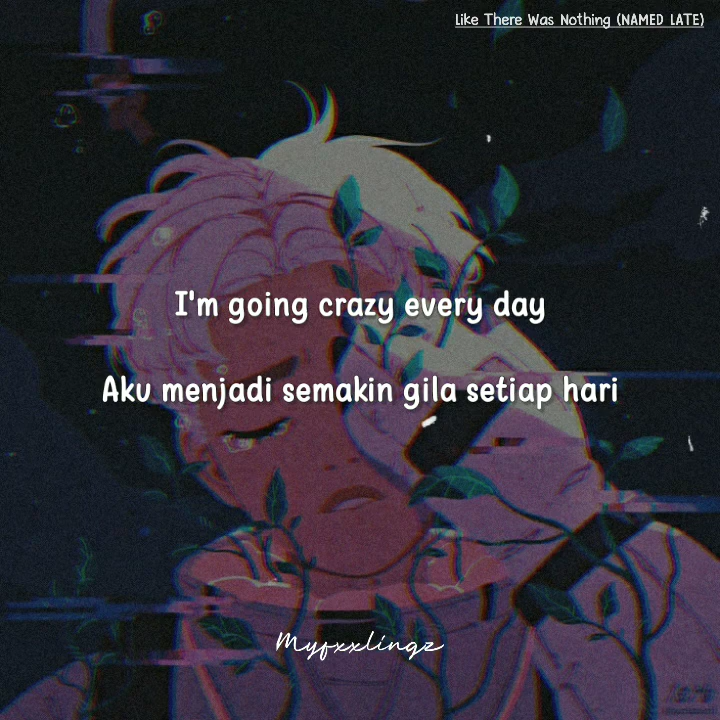 Like There Was Nothing (NAMED LATE)
I'm going crazy every day
Aku menjadi semakin gila setiap hari
Myfxxlingz